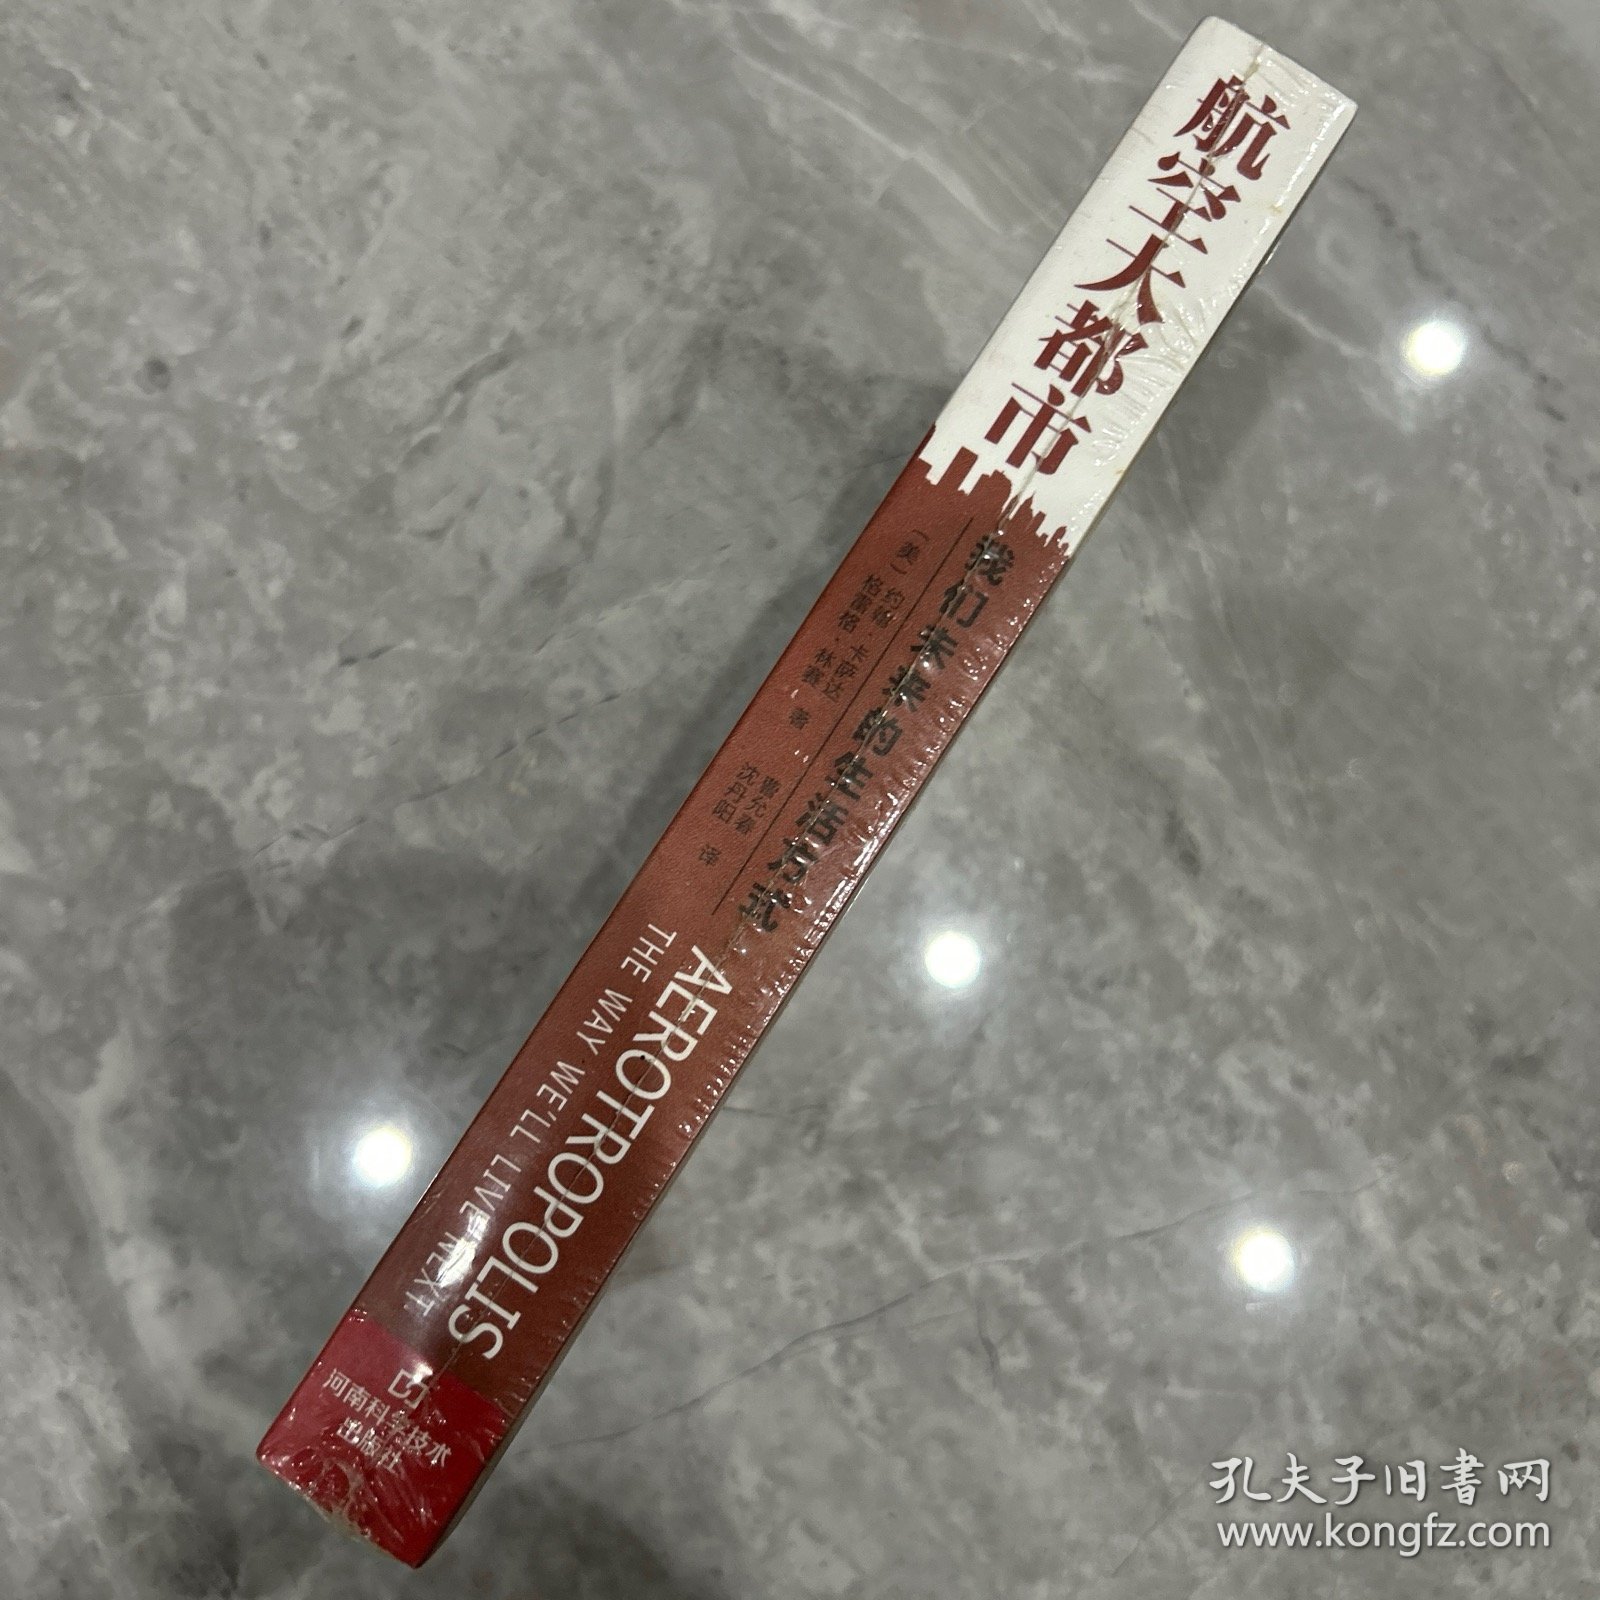 航空大都市
我们未来的生活方式
（美）约翰·卡萨达
格雷格·林赛 著
曹允春
沈丹阳 译
AEROTROPOLIS
THE WAY WE'LL LIVE NEXT
河南科学技术
出版社
孔夫子旧书网
www.kongfz.com